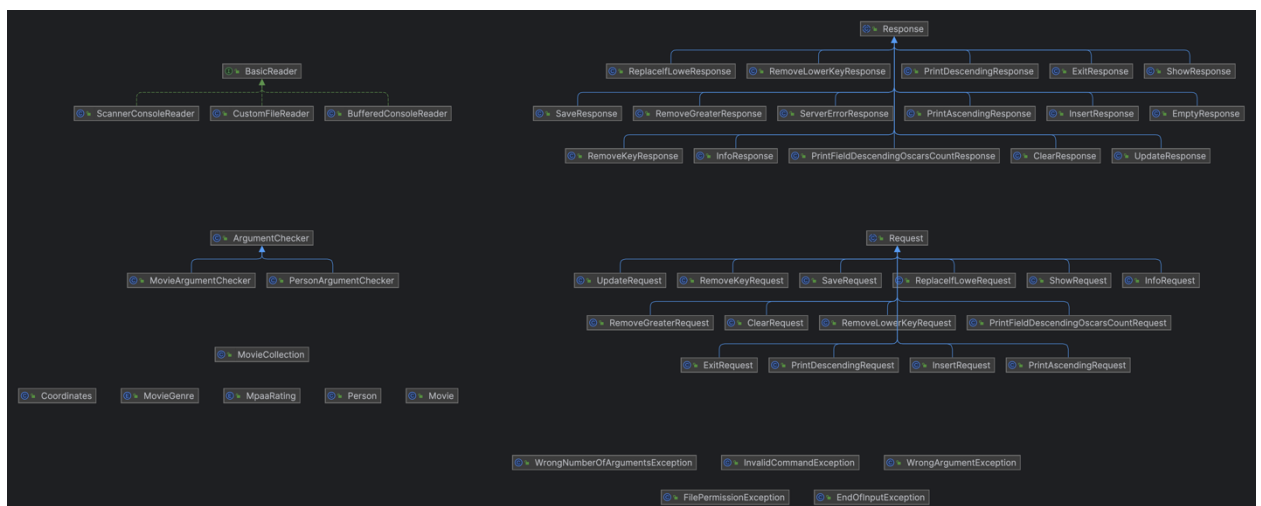 Response
BasicReader
ReplaceIfLoweResponse RemoveLowerKeyResponse PrintDescendingResponse ExitResponse ShowResponse
ScannerConsoleReader CustomFileReader BufferedConsoleReader
SaveResponse RemoveGreaterResponse ServerErrorResponse PrintAscendingResponse InsertResponse EmptyResponse
RemoveKeyResponse InfoResponse PrintFieldDescendingOscarsCountResponse ClearResponse UpdateResponse
ArgumentChecker
Request
MovieArgumentChecker PersonArgumentChecker
UpdateRequest RemoveKeyRequest SaveRequest ReplaceIfLoweRequest ShowRequest InfoRequest
RemoveGreaterRequest ClearRequest RemoveLowerKeyRequest PrintFieldDescendingOscarsCountRequest
MovieCollection
ExitRequest PrintDescendingRequest InsertRequest PrintAscendingRequest
Coordinates MovieGenre MpaaRating Person Movie
WrongNumberOfArgumentsException InvalidCommandException WrongArgumentException
FilePermissionException EndOfInputException